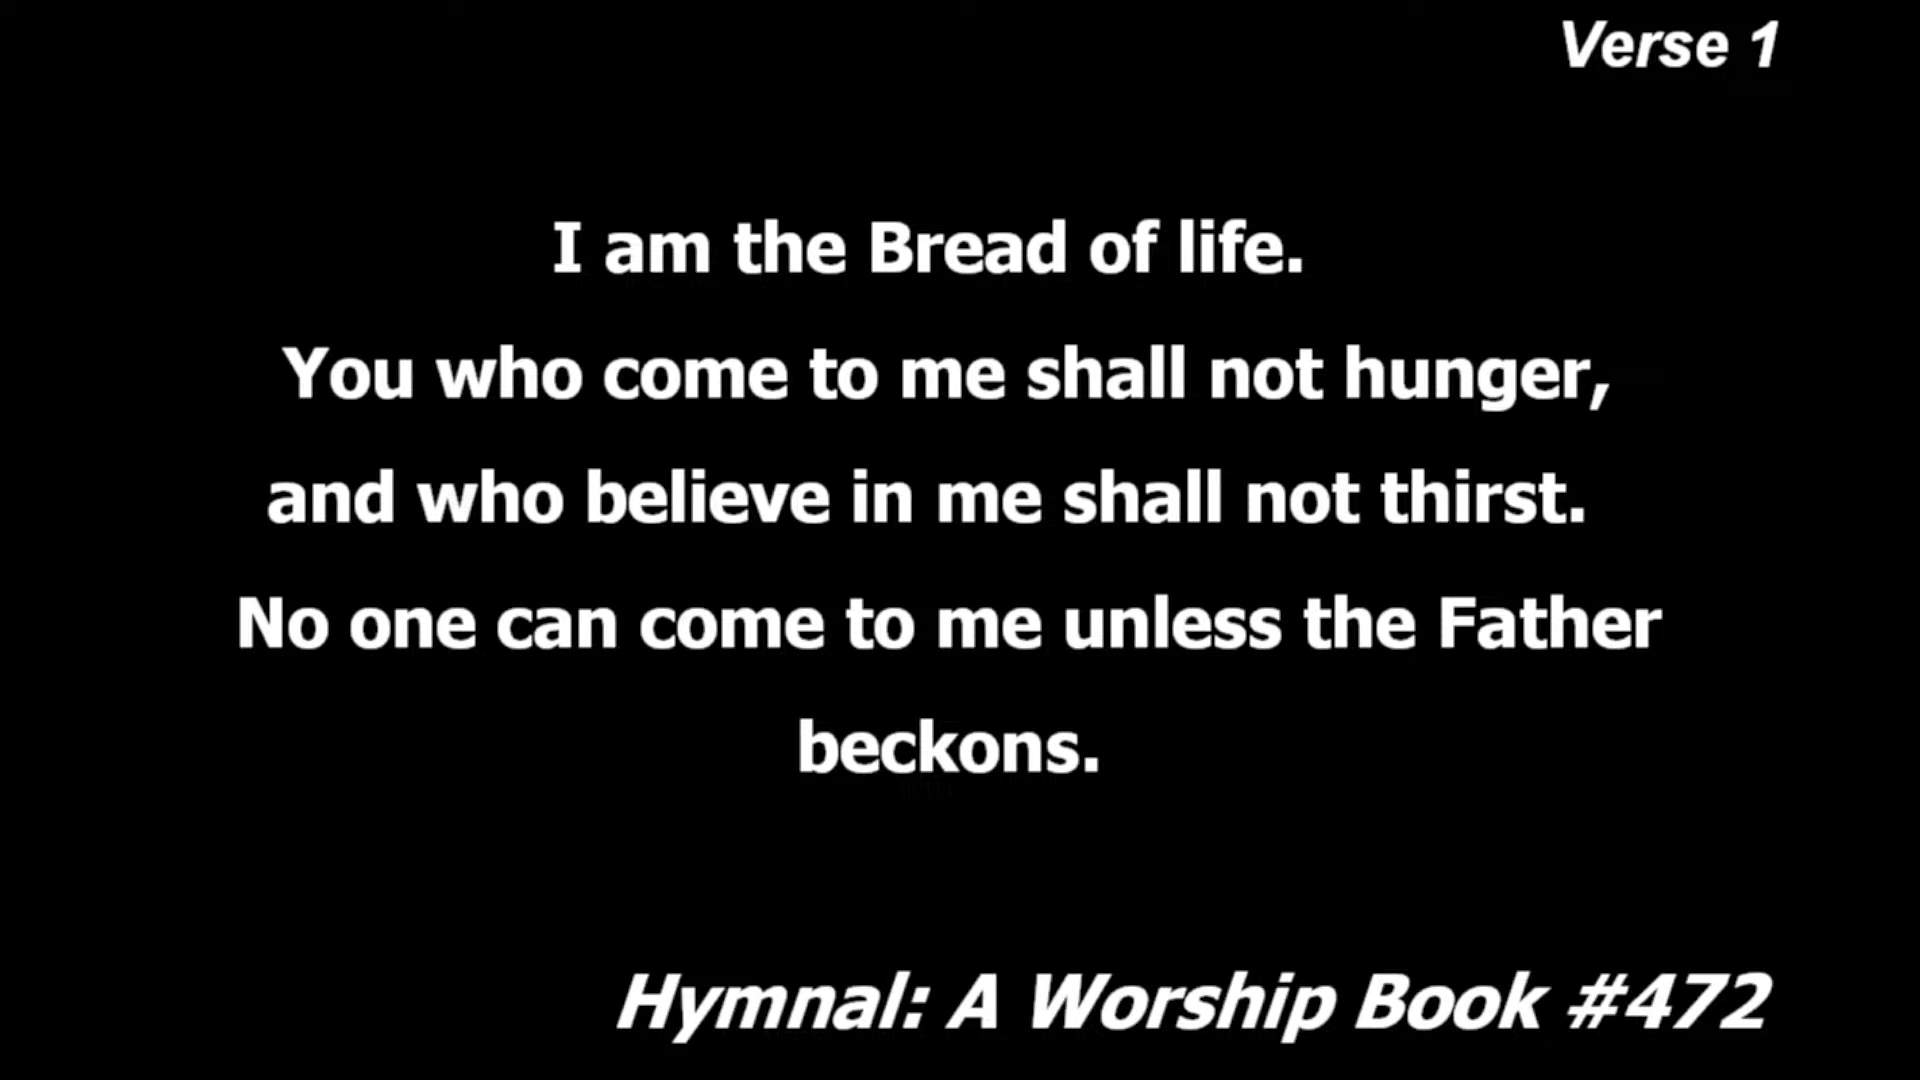 Verse 1
I am the Bread of life.
You who come to me shall not hunger,
and who believe in me shall not thirst.
No one can come to me unless the Father
beckons.
Hymnal: A Worship Book #472